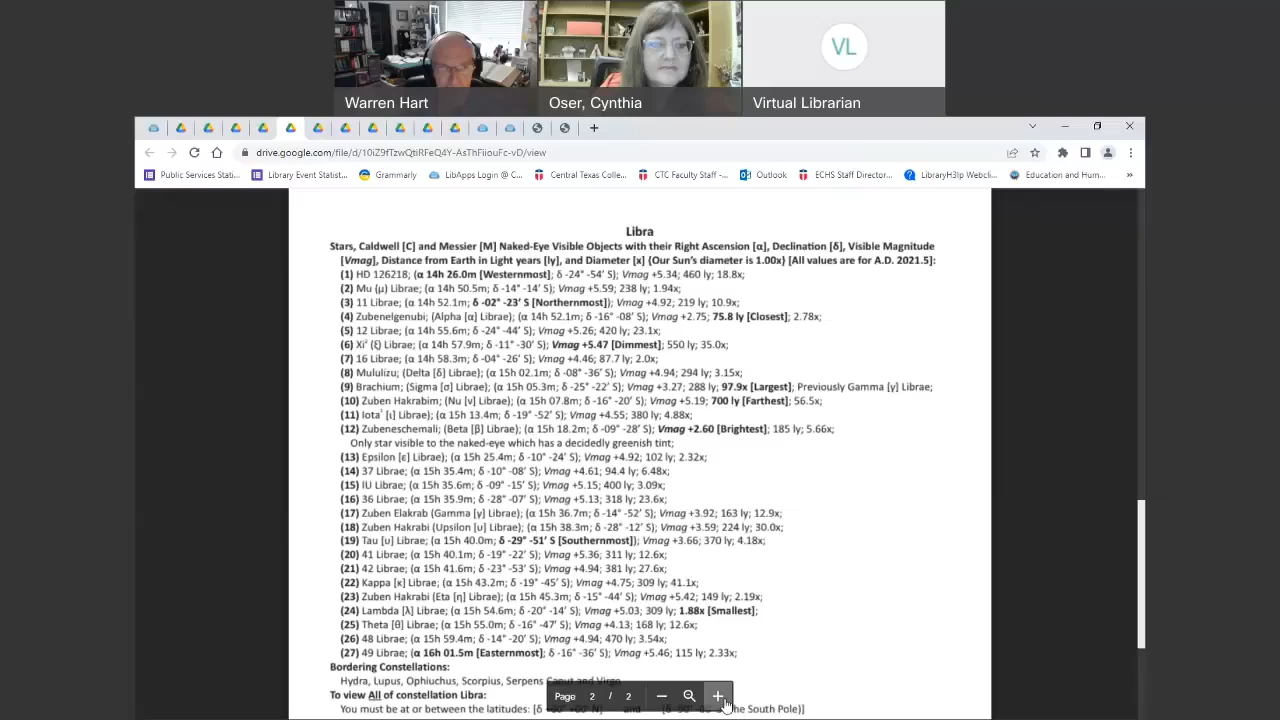 VL
Warren Hart
Oser, Cynthia
Virtual Librarian
drive.google.com/file/d/10iZ9fTzwQtiRFeQ4Y-AsThFiiouFc-vD/view
Public Services Stati...
Library Event Statist...
Grammarly
LibApps Login @ C...
Central Texas Colle...
CTC Faculty Staff -...
Outlook
ECHS Staff Director...
LibraryH3lp Webcli...
Education and Hum...
Libra
Stars, Caldwell [C] and Messier [M] Naked-Eye Visible Objects with their Right Ascension [α], Declination [δ], Visible Magnitude
[Vmag], Distance from Earth in Light years [ly], and Diameter [x] {Our Sun's diameter is 1.00x} [All values are for A.D. 2021.5]:
(1) HD 126218; (α 14h 26.0m [Westernmost]; δ -24° -54′ S); Vmag +5.34; 460 ly; 18.8x;
(2) Mu (μ) Librae; (α 14h 50.5m; δ -14° -14′ S); Vmag +5.59; 238 ly; 1.94x;
(3) 11 Librae; (α 14h 52.1m; δ -02° -23′ S [Northernmost]); Vmag +4.92; 219 ly; 10.9x;
(4) Zubenelgenubi; (Alpha [α] Librae); (α 14h 52.1m; δ -16° -08′ S); Vmag +2.75; 75.8 ly [Closest]; 2.78x;
(5) 12 Librae; (α 14h 55.6m; δ -24° -44′ S); Vmag +5.26; 420 ly; 23.1x;
(6) Xi² (ξ) Librae; (α 14h 57.9m; δ -11° -30′ S); Vmag +5.47 [Dimmest]; 550 ly; 35.0x;
(7) 16 Librae; (α 14h 58.3m; δ -04° -26′ S); Vmag +4.46; 87.7 ly; 2.0x;
(8) Mululizu; (Delta [δ] Librae); (α 15h 02.1m; δ -08° -36′ S); Vmag +4.94; 294 ly; 3.15x;
(9) Brachium; (Sigma [σ] Librae); (α 15h 05.3m; δ -25° -22′ S); Vmag +3.27; 288 ly; 97.9x [Largest]; Previously Gamma [γ] Librae;
(10) Zuben Hakrabim; (Nu [ν] Librae); (α 15h 07.8m; δ -16° -20′ S); Vmag +5.19; 700 ly [Farthest]; 56.5x;
(11) Iota¹ [ι] Librae); (α 15h 13.4m; δ -19° -52′ S); Vmag +4.55; 380 ly; 4.88x;
(12) Zubeneschemali; (Beta [β] Librae); (α 15h 18.2m; δ -09° -28′ S); Vmag +2.60 [Brightest]; 185 ly; 5.66x;
Only star visible to the naked-eye which has a decidedly greenish tint;
(13) Epsilon [ε] Librae); (α 15h 25.4m; δ -10° -24′ S); Vmag +4.92; 102 ly; 2.32x;
(14) 37 Librae; (α 15h 35.4m; δ -10° -08′ S); Vmag +4.61; 94.4 ly; 6.48x;
(15) IU Librae; (α 15h 35.6m; δ -09° -15′ S); Vmag +5.15; 400 ly; 3.09x;
(16) 36 Librae; (α 15h 35.9m; δ -28° -07′ S); Vmag +5.13; 318 ly; 23.6x;
(17) Zuben Elakrab (Gamma [γ] Librae); (α 15h 36.7m; δ -14° -52′ S); Vmag +3.92; 163 ly; 12.9x;
(18) Zuben Hakrabi (Upsilon [υ] Librae); (α 15h 38.3m; δ -28° -12′ S); Vmag +3.59; 224 ly; 30.0x;
(19) Tau [υ] Librae; (α 15h 40.0m; δ -29° -51′ S [Southernmost]); Vmag +3.66; 370 ly; 4.18x;
(20) 41 Librae; (α 15h 40.1m; δ -19° -22′ S); Vmag +5.36; 311 ly; 12.6x;
(21) 42 Librae; (α 15h 41.6m; δ -23° -53′ S); Vmag +4.94; 381 ly; 27.6x;
(22) Kappa [κ] Librae; (α 15h 43.2m; δ -19° -45′ S); Vmag +4.75; 309 ly; 41.1x;
(23) Zuben Hakrabi (Eta [η] Librae); (α 15h 45.3m; δ -15° -44′ S); Vmag +5.42; 149 ly; 2.19x;
(24) Lambda [λ] Librae; (α 15h 54.6m; δ -20° -14′ S); Vmag +5.03; 309 ly; 1.88x [Smallest];
(25) Theta [θ] Librae; (α 15h 55.0m; δ -16° -47′ S); Vmag +4.13; 168 ly; 12.6x;
(26) 48 Librae; (α 15h 59.4m; δ -14° -20′ S); Vmag +4.94; 470 ly; 3.54x;
(27) 49 Librae; (α 16h 01.5m [Easternmost]; δ -16° -36′ S); Vmag +5.46; 115 ly; 2.33x;
Bordering Constellations:
Hydra, Lupus, Ophiuchus, Scorpius, Serpens Caput and Virgo
Page 2 / 2
To view All of constellation Libra:
You must be at or between the latitudes: [δ and the South Pole)]